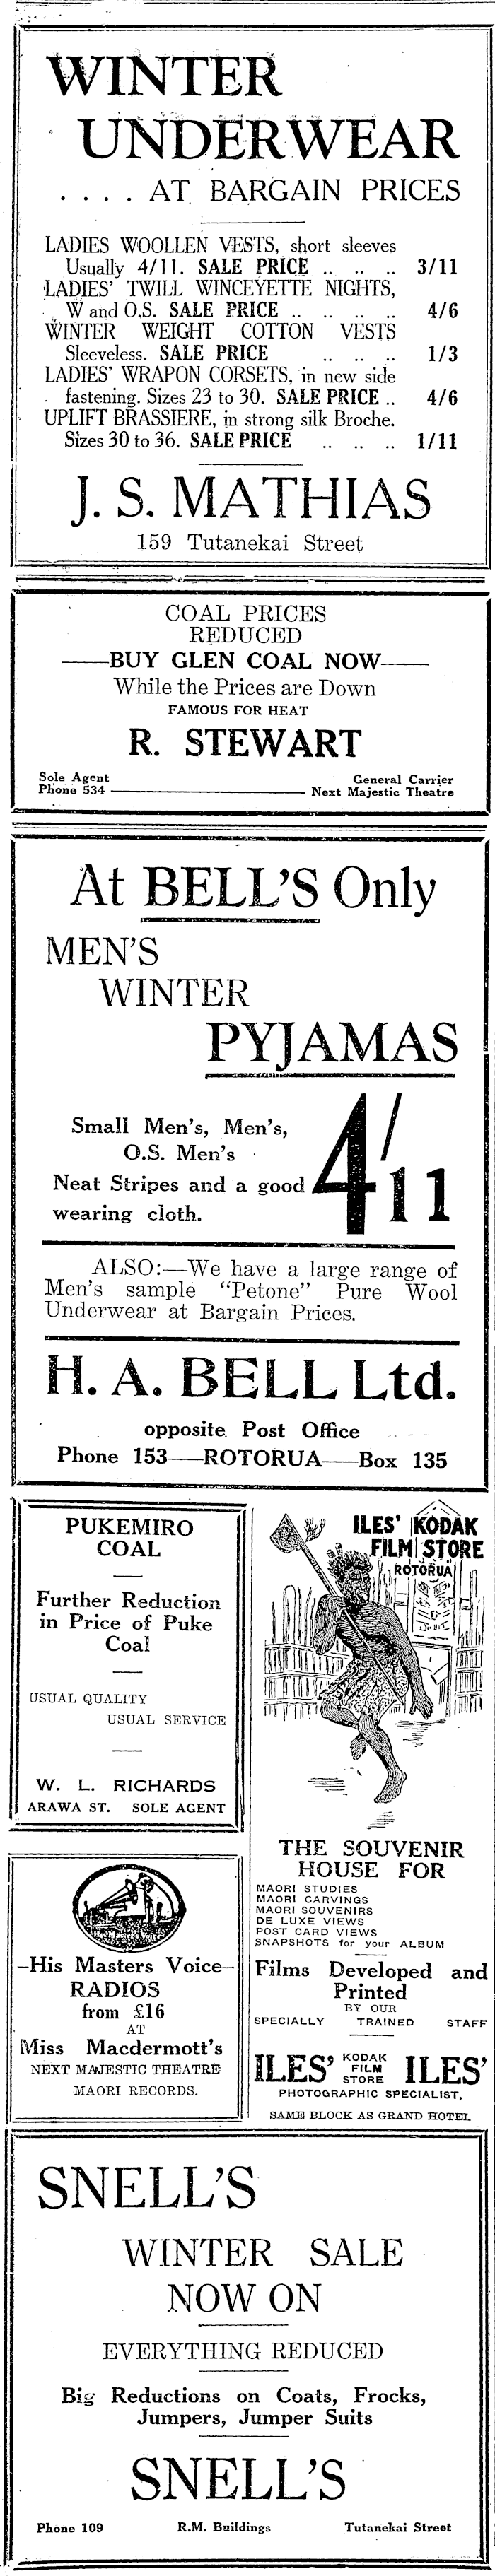 WINTER
UNDERWEAR
.... AT BARGAIN PRICES
LADIES WOOLLEN VESTS, short sleeves
Usually 4/11. SALE PRICE .. .. .. 3/11
LADIES' TWILL WINCEYETTE NIGHTS,
W and O.S. SALE PRICE .. .. .. .. 4/6
WINTER WEIGHT COTTON VESTS
Sleeveless. SALE PRICE .. .. .. 1/3
LADIES' WRAPON CORSETS, in new side
fastening. Sizes 23 to 30. SALE PRICE .. 4/6
UPLIFT BRASSIERE, in strong silk Broche.
Sizes 30 to 36. SALE PRICE .. .. .. 1/11
J. S. MATHIAS
159 Tutanekai Street
COAL PRICES
REDUCED
——BUY GLEN COAL NOW——
While the Prices are Down
FAMOUS FOR HEAT
R. STEWART
Sole Agent General Carrier
Phone 534 —————— Next Majestic Theatre
At BELL'S Only
MEN'S
WINTER
PYJAMAS
Small Men's, Men's,
O.S. Men's
Neat Stripes and a good
wearing cloth.
4/11
ALSO:—We have a large range of
Men's sample "Petone" Pure Wool
Underwear at Bargain Prices.
H. A. BELL Ltd.
opposite Post Office
Phone 153——ROTORUA——Box 135
PUKEMIRO
COAL
Further Reduction
in Price of Puke
Coal
USUAL QUALITY
USUAL SERVICE
W. L. RICHARDS
ARAWA ST. SOLE AGENT
—His Masters Voice—
RADIOS
from £16
AT
Miss Macdermott's
NEXT MAJESTIC THEATRE
MAORI RECORDS.
ILES' KODAK
FILM STORE
ROTORUA
THE SOUVENIR
HOUSE FOR
MAORI STUDIES
MAORI CARVINGS
MAORI SOUVENIRS
DE LUXE VIEWS
POST CARD VIEWS
SNAPSHOTS for your ALBUM
Films Developed and
Printed
BY OUR
SPECIALLY TRAINED STAFF
ILES' KODAK FILM STORE ILES'
PHOTOGRAPHIC SPECIALIST,
SAME BLOCK AS GRAND HOTEL
SNELL'S
WINTER SALE
NOW ON
EVERYTHING REDUCED
Big Reductions on Coats, Frocks,
Jumpers, Jumper Suits
SNELL'S
Phone 109 R.M. Buildings Tutanekai Street